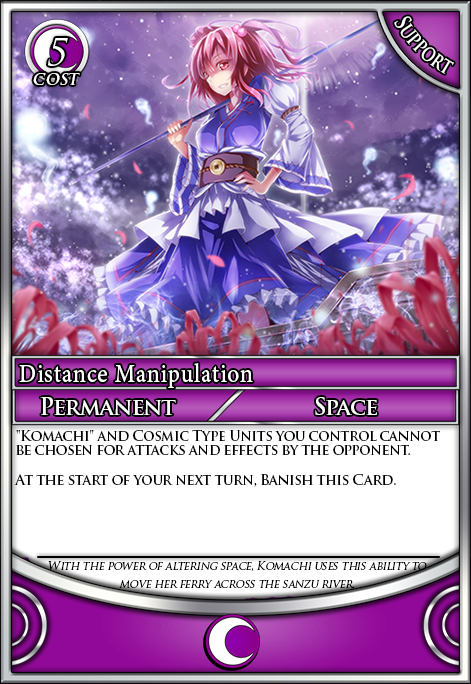 5
COST
SUPPORT
Distance Manipulation
PERMANENT / SPACE
"KOMACHI" AND COSMIC TYPE UNITS YOU CONTROL CANNOT
BE CHOSEN FOR ATTACKS AND EFFECTS BY THE OPPONENT.
AT THE START OF YOUR NEXT TURN, BANISH THIS CARD.
WITH THE POWER OF ALTERING SPACE, KOMACHI USES THIS ABILITY TO
MOVE HER FERRY ACROSS THE SANZU RIVER